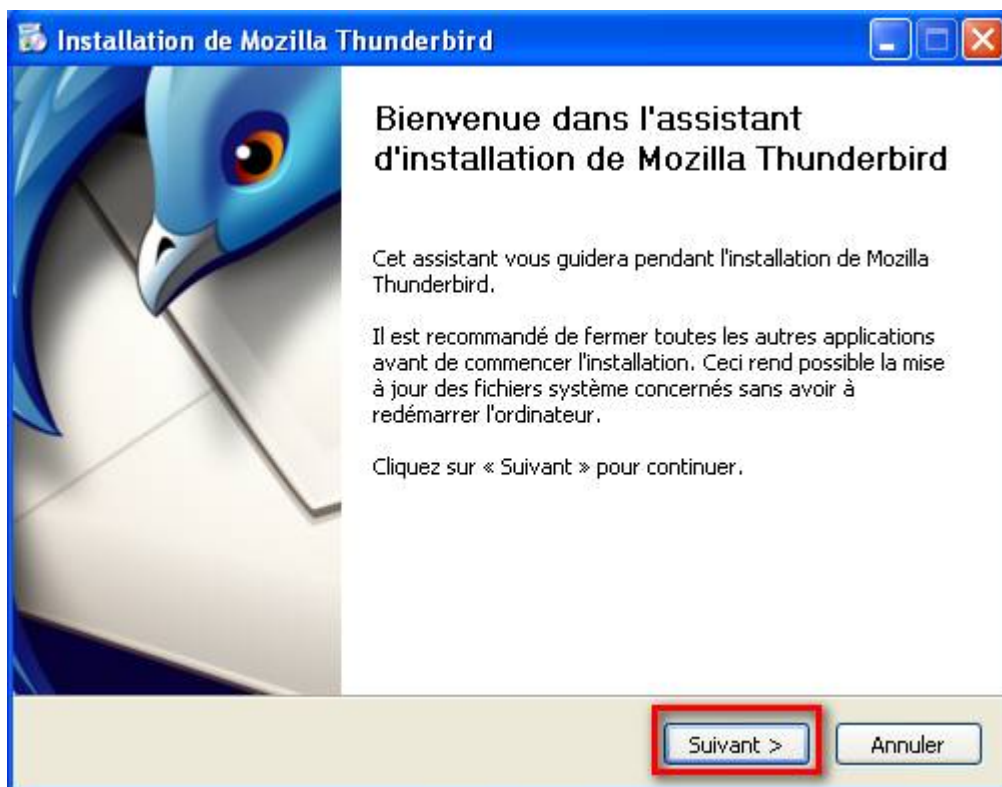 Installation de Mozilla Thunderbird
Bienvenue dans l'assistant
d'installation de Mozilla Thunderbird
Cet assistant vous guidera pendant l'installation de Mozilla
Thunderbird.
Il est recommandé de fermer toutes les autres applications
avant de commencer l'installation. Ceci rend possible la mise
à jour des fichiers système concernés sans avoir à
redémarrer l'ordinateur.
Cliquez sur « Suivant » pour continuer.
Suivant >
Annuler